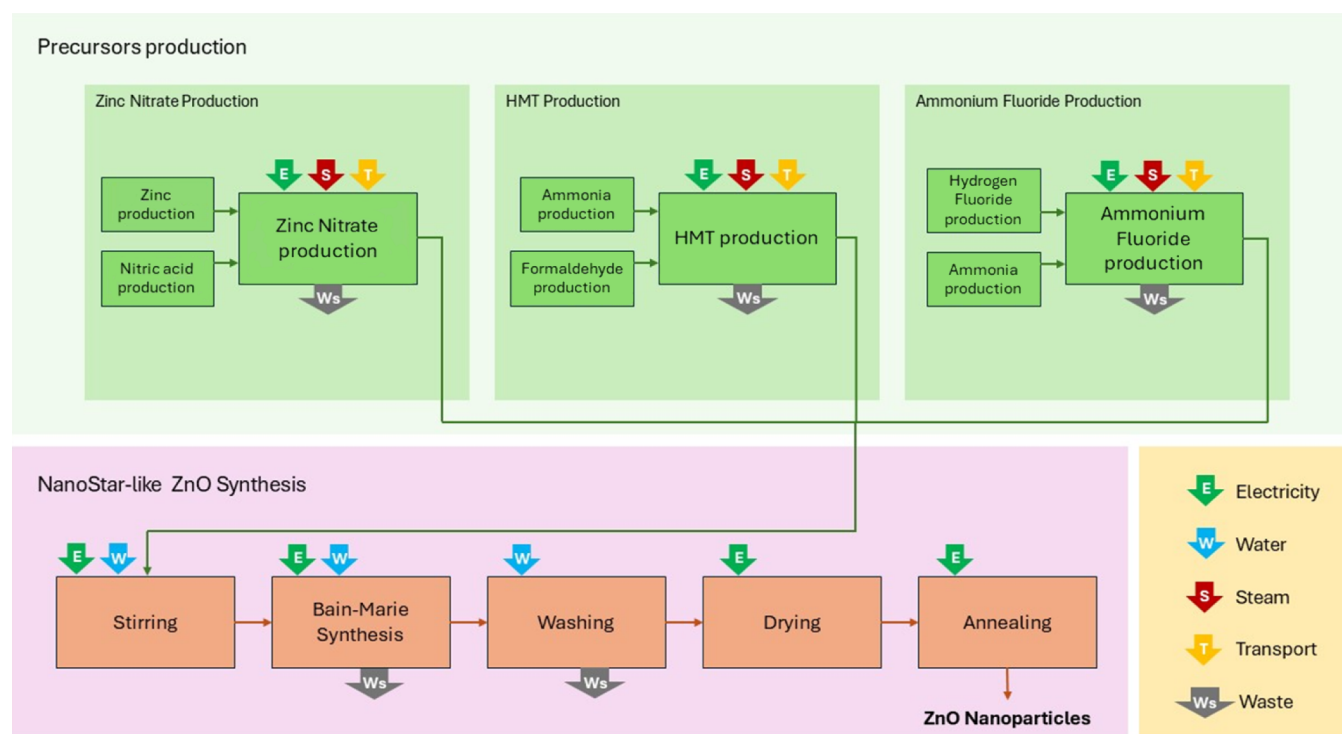 Precursors production
Zinc Nitrate Production
E
S
T
Zinc
production
Nitric acid
production
Zinc Nitrate
production
Ws
HMT Production
E
S
T
Ammonia
production
Formaldehyde
production
HMT production
Ws
Ammonium Fluoride Production
E
S
T
Hydrogen
Fluoride
production
Ammonia
production
Ammonium
Fluoride
production
Ws
NanoStar-like ZnO Synthesis
E
W
Stirring
E
W
Bain-Marie
Synthesis
Ws
W
Washing
Ws
E
Drying
E
Annealing
ZnO Nanoparticles
E Electricity
W Water
S Steam
T Transport
Ws Waste